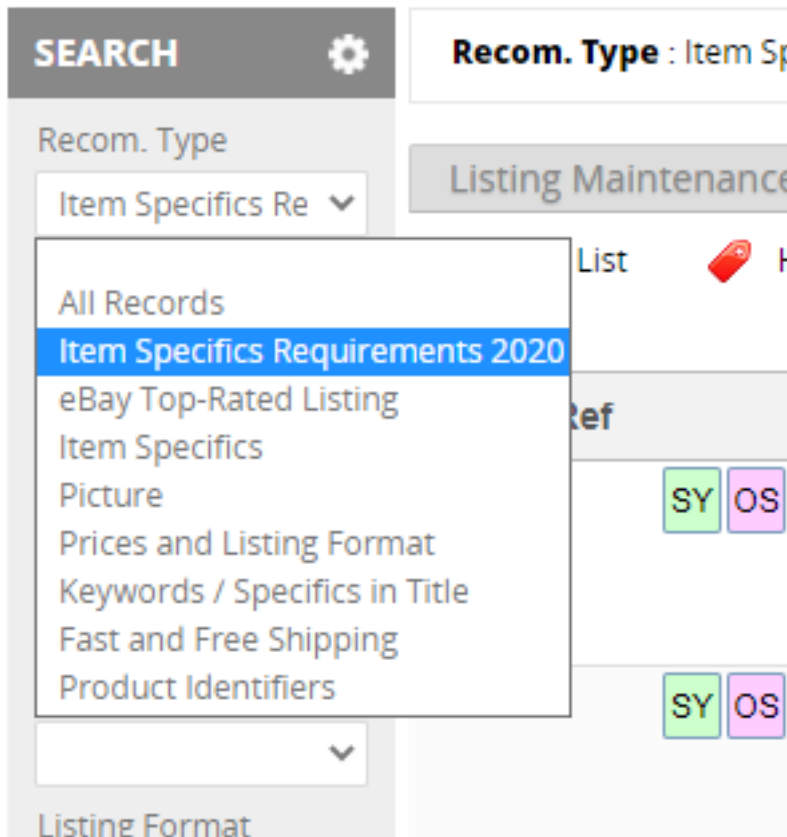 SEARCH
Recom. Type
Item Specifics Re
All Records
Item Specifics Requirements 2020
eBay Top-Rated Listing
Item Specifics
Picture
Prices and Listing Format
Keywords / Specifics in Title
Fast and Free Shipping
Product Identifiers
Listing Format
Recom. Type : Item Sp
Listing Maintenance
List
Ref
SY OS
SY OS